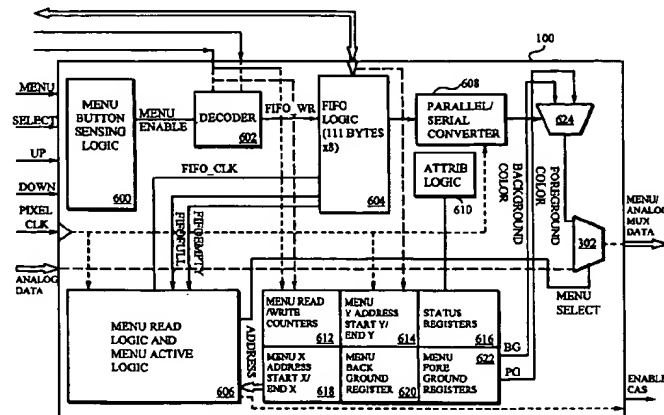 100
MENU
SELECT
UP
DOWN
PIXEL
CLK
ANALOG
DATA
MENU
BUTTON
SENSING
LOGIC
600
MENU
ENABLE
DECODER
602
FIFO_WR
FIFO
LOGIC
(111 BYTES
x8)
604
608
PARALLEL/
SERIAL
CONVERTER
624
ATTRIB
LOGIC
610
BACKGROUND
COLOR
FOREGROUND
COLOR
FIFO_CLK
FIFOFULL
FIFOEMPTY
302
MENU/
ANALOG
MUX
DATA
MENU
SELECT
MENU READ
LOGIC AND
MENU ACTIVE
LOGIC
606
ADDRESS
MENU READ
/WRITE
COUNTERS
612
MENU
Y ADDRESS
START Y/
END Y
614
STATUS
REGISTERS
616
MENU X
ADDRESS
START X/
END X
618
MENU
BACK
GROUND
REGISTER
620
622
MENU
FORE
GROUND
REGISTERS
BG
FG
ENABLE
CAS